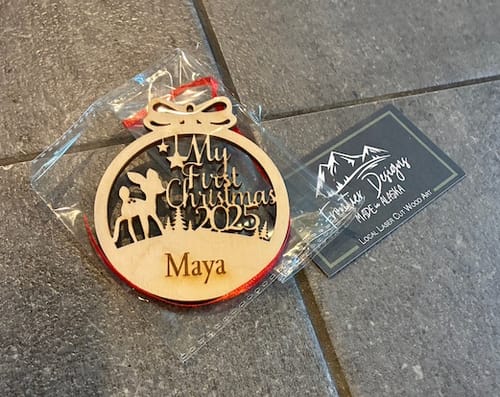 My
First
Christmas
2025
Maya
Frontier Designs
MADE in ALASKA
LOCAL LASER CUT WOOD ART